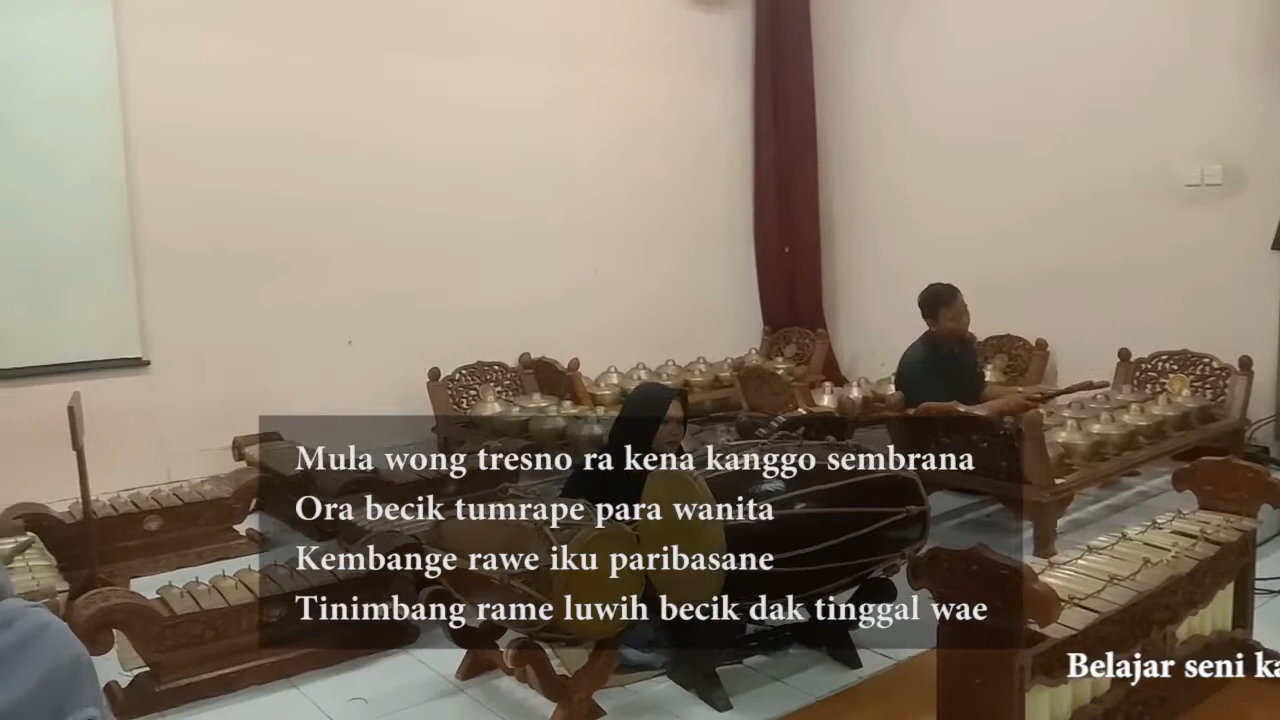 Mula wong tresno ra kena kanggo sembrana
Ora becik tumrape para wanita
Kembange rawe iku paribasane
Tinimbang rame luwih becik dak tinggal wae
Belajar seni